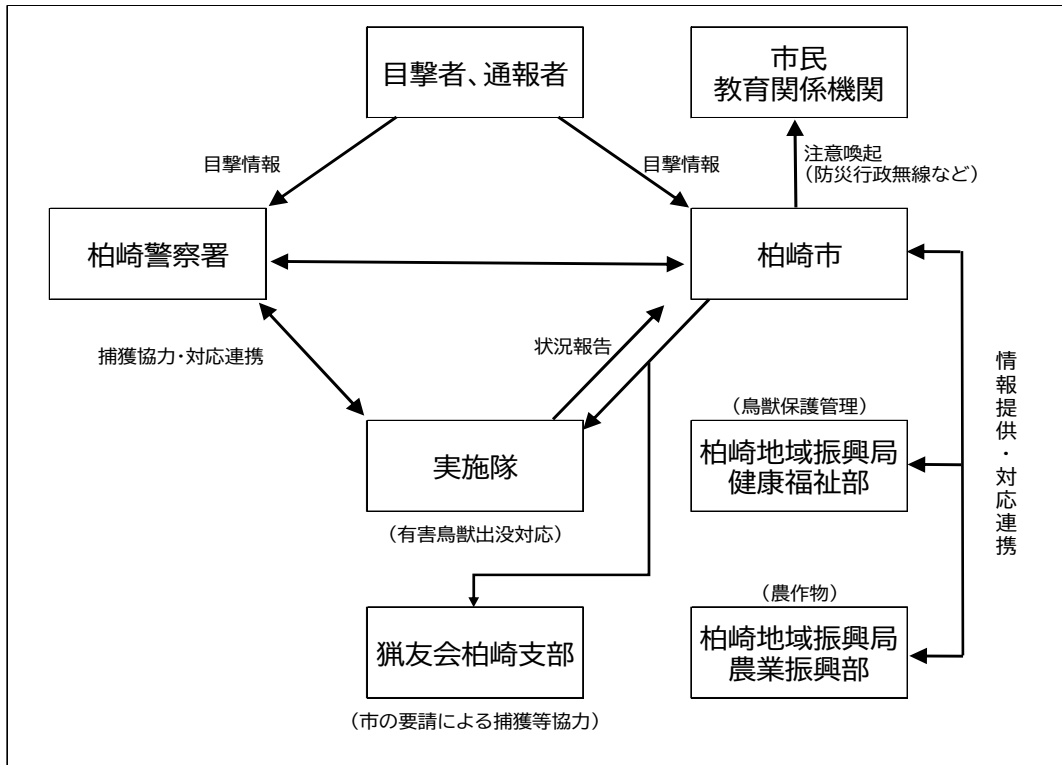 目撃者、通報者
市民
教育関係機関
目撃情報
目撃情報
注意喚起
（防災行政無線など）
柏崎警察署
柏崎市
捕獲協力・対応連携
状況報告
情報提供・対応連携
（鳥獣保護管理）
実施隊
柏崎地域振興局
健康福祉部
（有害鳥獣出没対応）
（農作物）
猟友会柏崎支部
柏崎地域振興局
農業振興部
（市の要請による捕獲等協力）